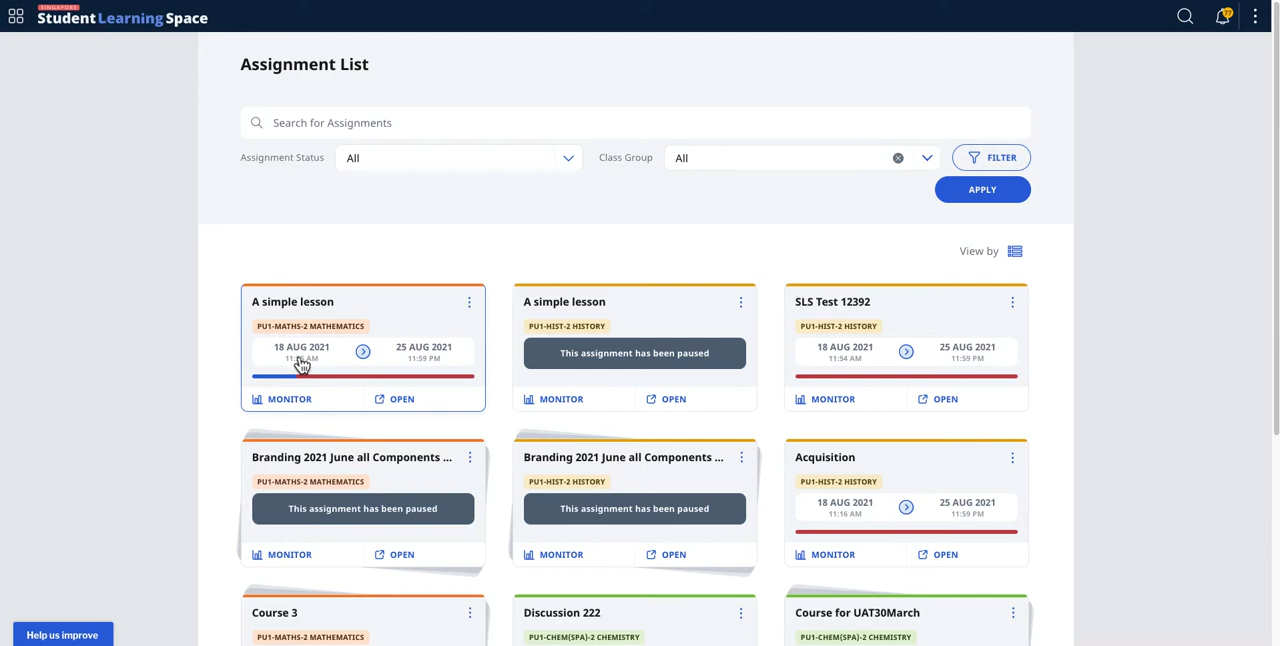 SINGAPORE
Student Learning Space
77
Assignment List
Search for Assignments
Assignment Status
All
Class Group
All
FILTER
APPLY
View by
A simple lesson
PU1-MATHS-2 MATHEMATICS
18 AUG 2021
25 AUG 2021
11:59 PM
MONITOR
OPEN
A simple lesson
PU1-HIST-2 HISTORY
This assignment has been paused
MONITOR
OPEN
SLS Test 12392
PU1-HIST-2 HISTORY
18 AUG 2021
11:54 AM
25 AUG 2021
11:59 PM
MONITOR
OPEN
Branding 2021 June all Components ...
PU1-MATHS-2 MATHEMATICS
This assignment has been paused
MONITOR
OPEN
Branding 2021 June all Components ...
PU1-HIST-2 HISTORY
This assignment has been paused
MONITOR
OPEN
Acquisition
PU1-HIST-2 HISTORY
18 AUG 2021
11:16 AM
25 AUG 2021
11:59 PM
MONITOR
OPEN
Course 3
PU1-MATHS-2 MATHEMATICS
Discussion 222
PU1-CHEM(SPA)-2 CHEMISTRY
Course for UAT30March
PU1-CHEM(SPA)-2 CHEMISTRY
Help us improve